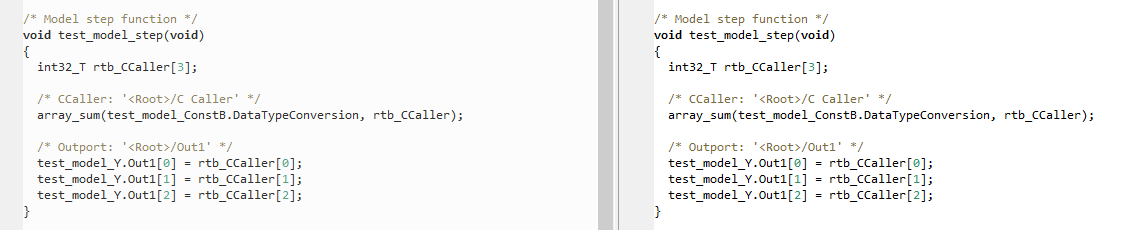 /* Model step function */
void test_model_step(void)
{
  int32_T rtb_CCaller[3];
  /* CCaller: '<Root>/C Caller' */
  array_sum(test_model_ConstB.DataTypeConversion, rtb_CCaller);
  /* Outport: '<Root>/Out1' */
  test_model_Y.Out1[0] = rtb_CCaller[0];
  test_model_Y.Out1[1] = rtb_CCaller[1];
  test_model_Y.Out1[2] = rtb_CCaller[2];
}
/* Model step function */
void test_model_step(void)
{
  int32_T rtb_CCaller[3];
  /* CCaller: '<Root>/C Caller' */
  array_sum(test_model_ConstB.DataTypeConversion, rtb_CCaller);
  /* Outport: '<Root>/Out1' */
  test_model_Y.Out1[0] = rtb_CCaller[0];
  test_model_Y.Out1[1] = rtb_CCaller[1];
  test_model_Y.Out1[2] = rtb_CCaller[2];
}